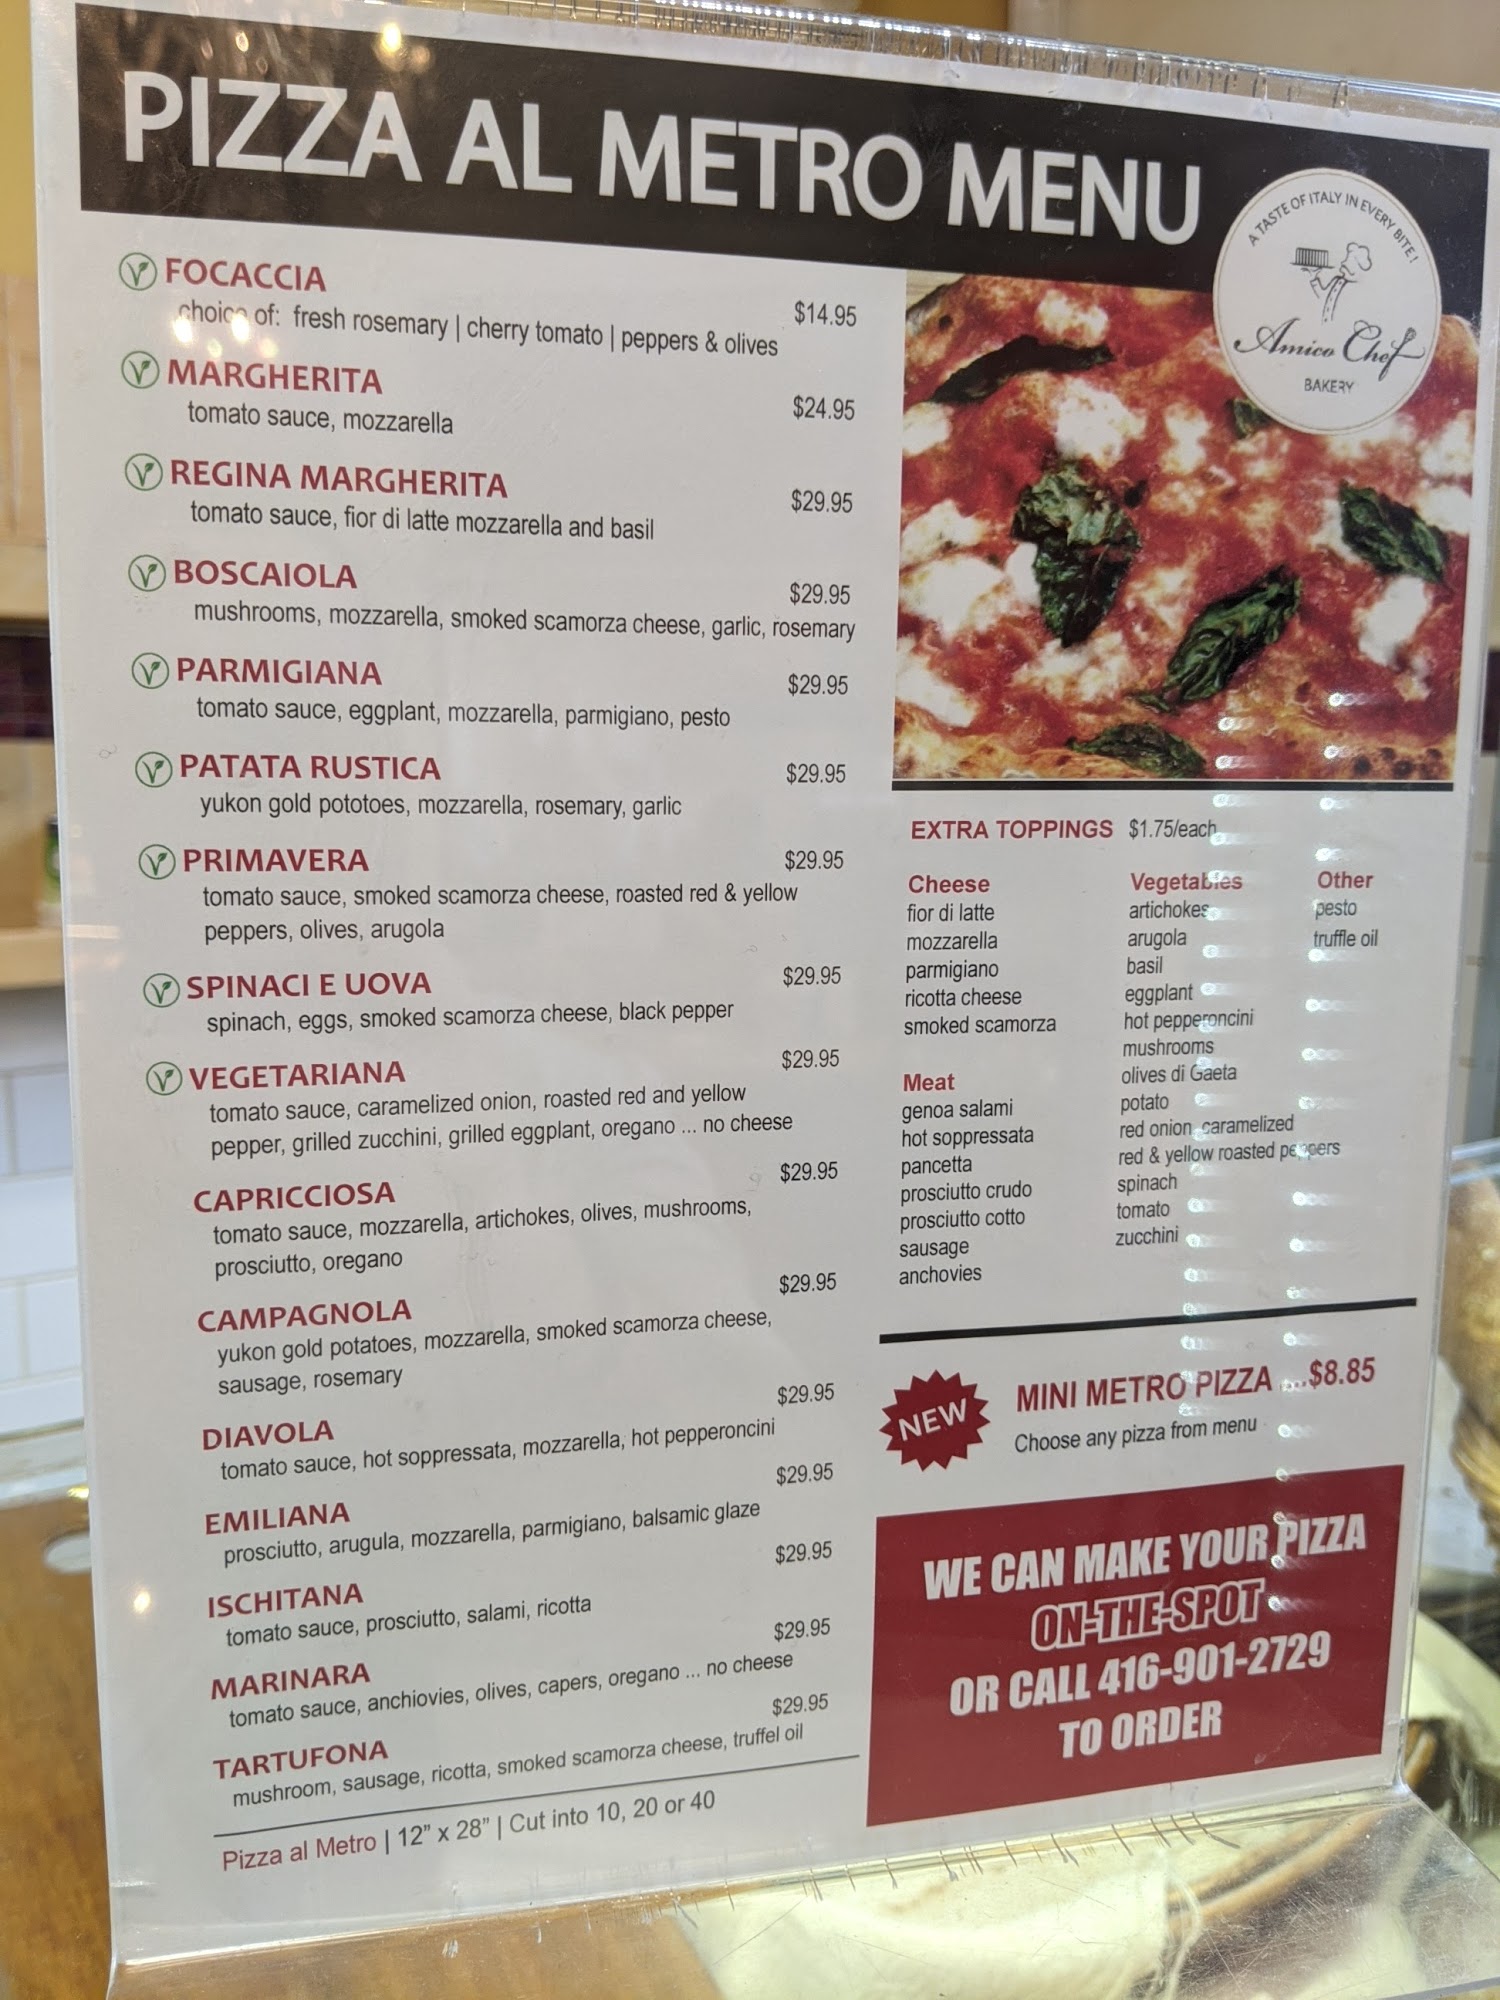 PIZZA AL METRO MENU
A TASTE OF ITALY IN EVERY BITE!
Amico Chef
BAKERY
FOCACCIA
choice of: fresh rosemary | cherry tomato | peppers & olives
$14.95
MARGHERITA
tomato sauce, mozzarella
$24.95
REGINA MARGHERITA
tomato sauce, fior di latte mozzarella and basil
$29.95
BOSCAIOLA
$29.95
mushrooms, mozzarella, smoked scamorza cheese, garlic, rosemary
PARMIGIANA
$29.95
tomato sauce, eggplant, mozzarella, parmigiano, pesto
PATATA RUSTICA
$29.95
yukon gold pototoes, mozzarella, rosemary, garlic
PRIMAVERA
$29.95
tomato sauce, smoked scamorza cheese, roasted red & yellow
peppers, olives, arugola
SPINACI E UOVA
$29.95
spinach, eggs, smoked scamorza cheese, black pepper
VEGETARIANA
$29.95
tomato sauce, caramelized onion, roasted red and yellow
pepper, grilled zucchini, grilled eggplant, oregano ... no cheese
CAPRICCIOSA
$29.95
tomato sauce, mozzarella, artichokes, olives, mushrooms,
prosciutto, oregano
CAMPAGNOLA
$29.95
yukon gold potatoes, mozzarella, smoked scamorza cheese,
sausage, rosemary
DIAVOLA
$29.95
tomato sauce, hot soppressata, mozzarella, hot pepperoncini
EMILIANA
$29.95
prosciutto, arugula, mozzarella, parmigiano, balsamic glaze
ISCHITANA
$29.95
tomato sauce, prosciutto, salami, ricotta
MARINARA
$29.95
tomato sauce, anchiovies, olives, capers, oregano ... no cheese
TARTUFONA
$29.95
mushroom, sausage, ricotta, smoked scamorza cheese, truffel oil
Pizza al Metro | 12" x 28" | Cut into 10, 20 or 40
EXTRA TOPPINGS $1.75/each
Cheese
fior di latte
mozzarella
parmigiano
ricotta cheese
smoked scamorza
Meat
genoa salami
hot soppressata
pancetta
prosciutto crudo
prosciutto cotto
sausage
anchovies
Vegetables
artichokes
arugola
basil
eggplant
hot pepperoncini
mushrooms
olives di Gaeta
potato
red onion, caramelized
red & yellow roasted peppers
spinach
tomato
zucchini
Other
pesto
truffle oil
NEW
MINI METRO PIZZA ....$8.85
Choose any pizza from menu
WE CAN MAKE YOUR PIZZA
ON-THE-SPOT
OR CALL 416-901-2729
TO ORDER